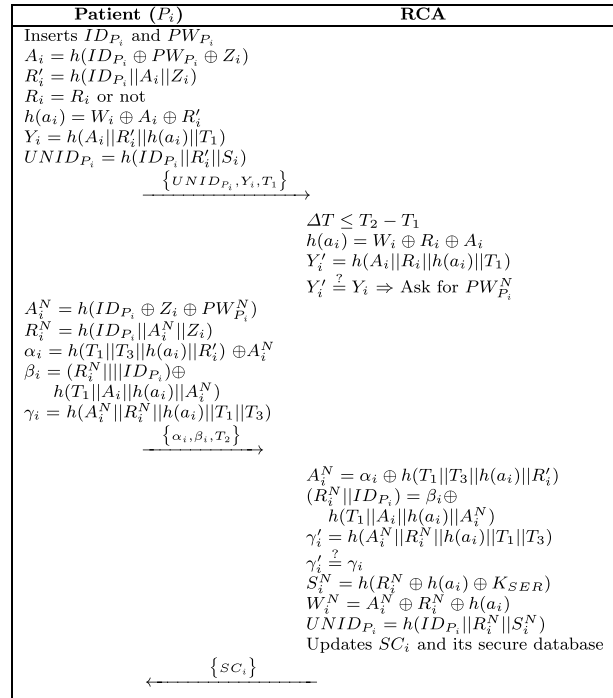 Patient (P_i) RCA
Inserts ID_{P_i} and PW_{P_i}
A_i = h(ID_{P_i} ⊕ PW_{P_i} ⊕ Z_i)
R'_i = h(ID_{P_i}||A_i||Z_i)
R_i = R_i or not
h(a_i) = W_i ⊕ A_i ⊕ R'_i
Y_i = h(A_i||R'_i||h(a_i)||T_1)
UNID_{P_i} = h(ID_{P_i}||R'_i||S_i)
{UNID_{P_i}, Y_i, T_1}
ΔT ≤ T_2 − T_1
h(a_i) = W_i ⊕ R_i ⊕ A_i
Y'_i = h(A_i||R_i||h(a_i)||T_1)
Y'_i ≟ Y_i ⇒ Ask for PW^N_{P_i}
A^N_i = h(ID_{P_i} ⊕ Z_i ⊕ PW^N_{P_i})
R^N_i = h(ID_{P_i}||A^N_i||Z_i)
α_i = h(T_1||T_3||h(a_i)||R'_i) ⊕A^N_i
β_i = (R^N_i||||ID_{P_i})⊕
h(T_1||A_i||h(a_i)||A^N_i)
γ_i = h(A^N_i||R^N_i||h(a_i)||T_1||T_3)
{α_i, β_i, T_2}
A^N_i = α_i ⊕ h(T_1||T_3||h(a_i)||R'_i)
(R^N_i||ID_{P_i}) = β_i⊕
h(T_1||A_i||h(a_i)||A^N_i)
γ'_i = h(A^N_i||R^N_i||h(a_i)||T_1||T_3)
γ'_i ≟ γ_i
S^N_i = h(R^N_i ⊕ h(a_i) ⊕ K_{SER})
W^N_i = A^N_i ⊕ R^N_i ⊕ h(a_i)
UNID_{P_i} = h(ID_{P_i}||R^N_i||S^N_i)
Updates SC_i and its secure database
{SC_i}